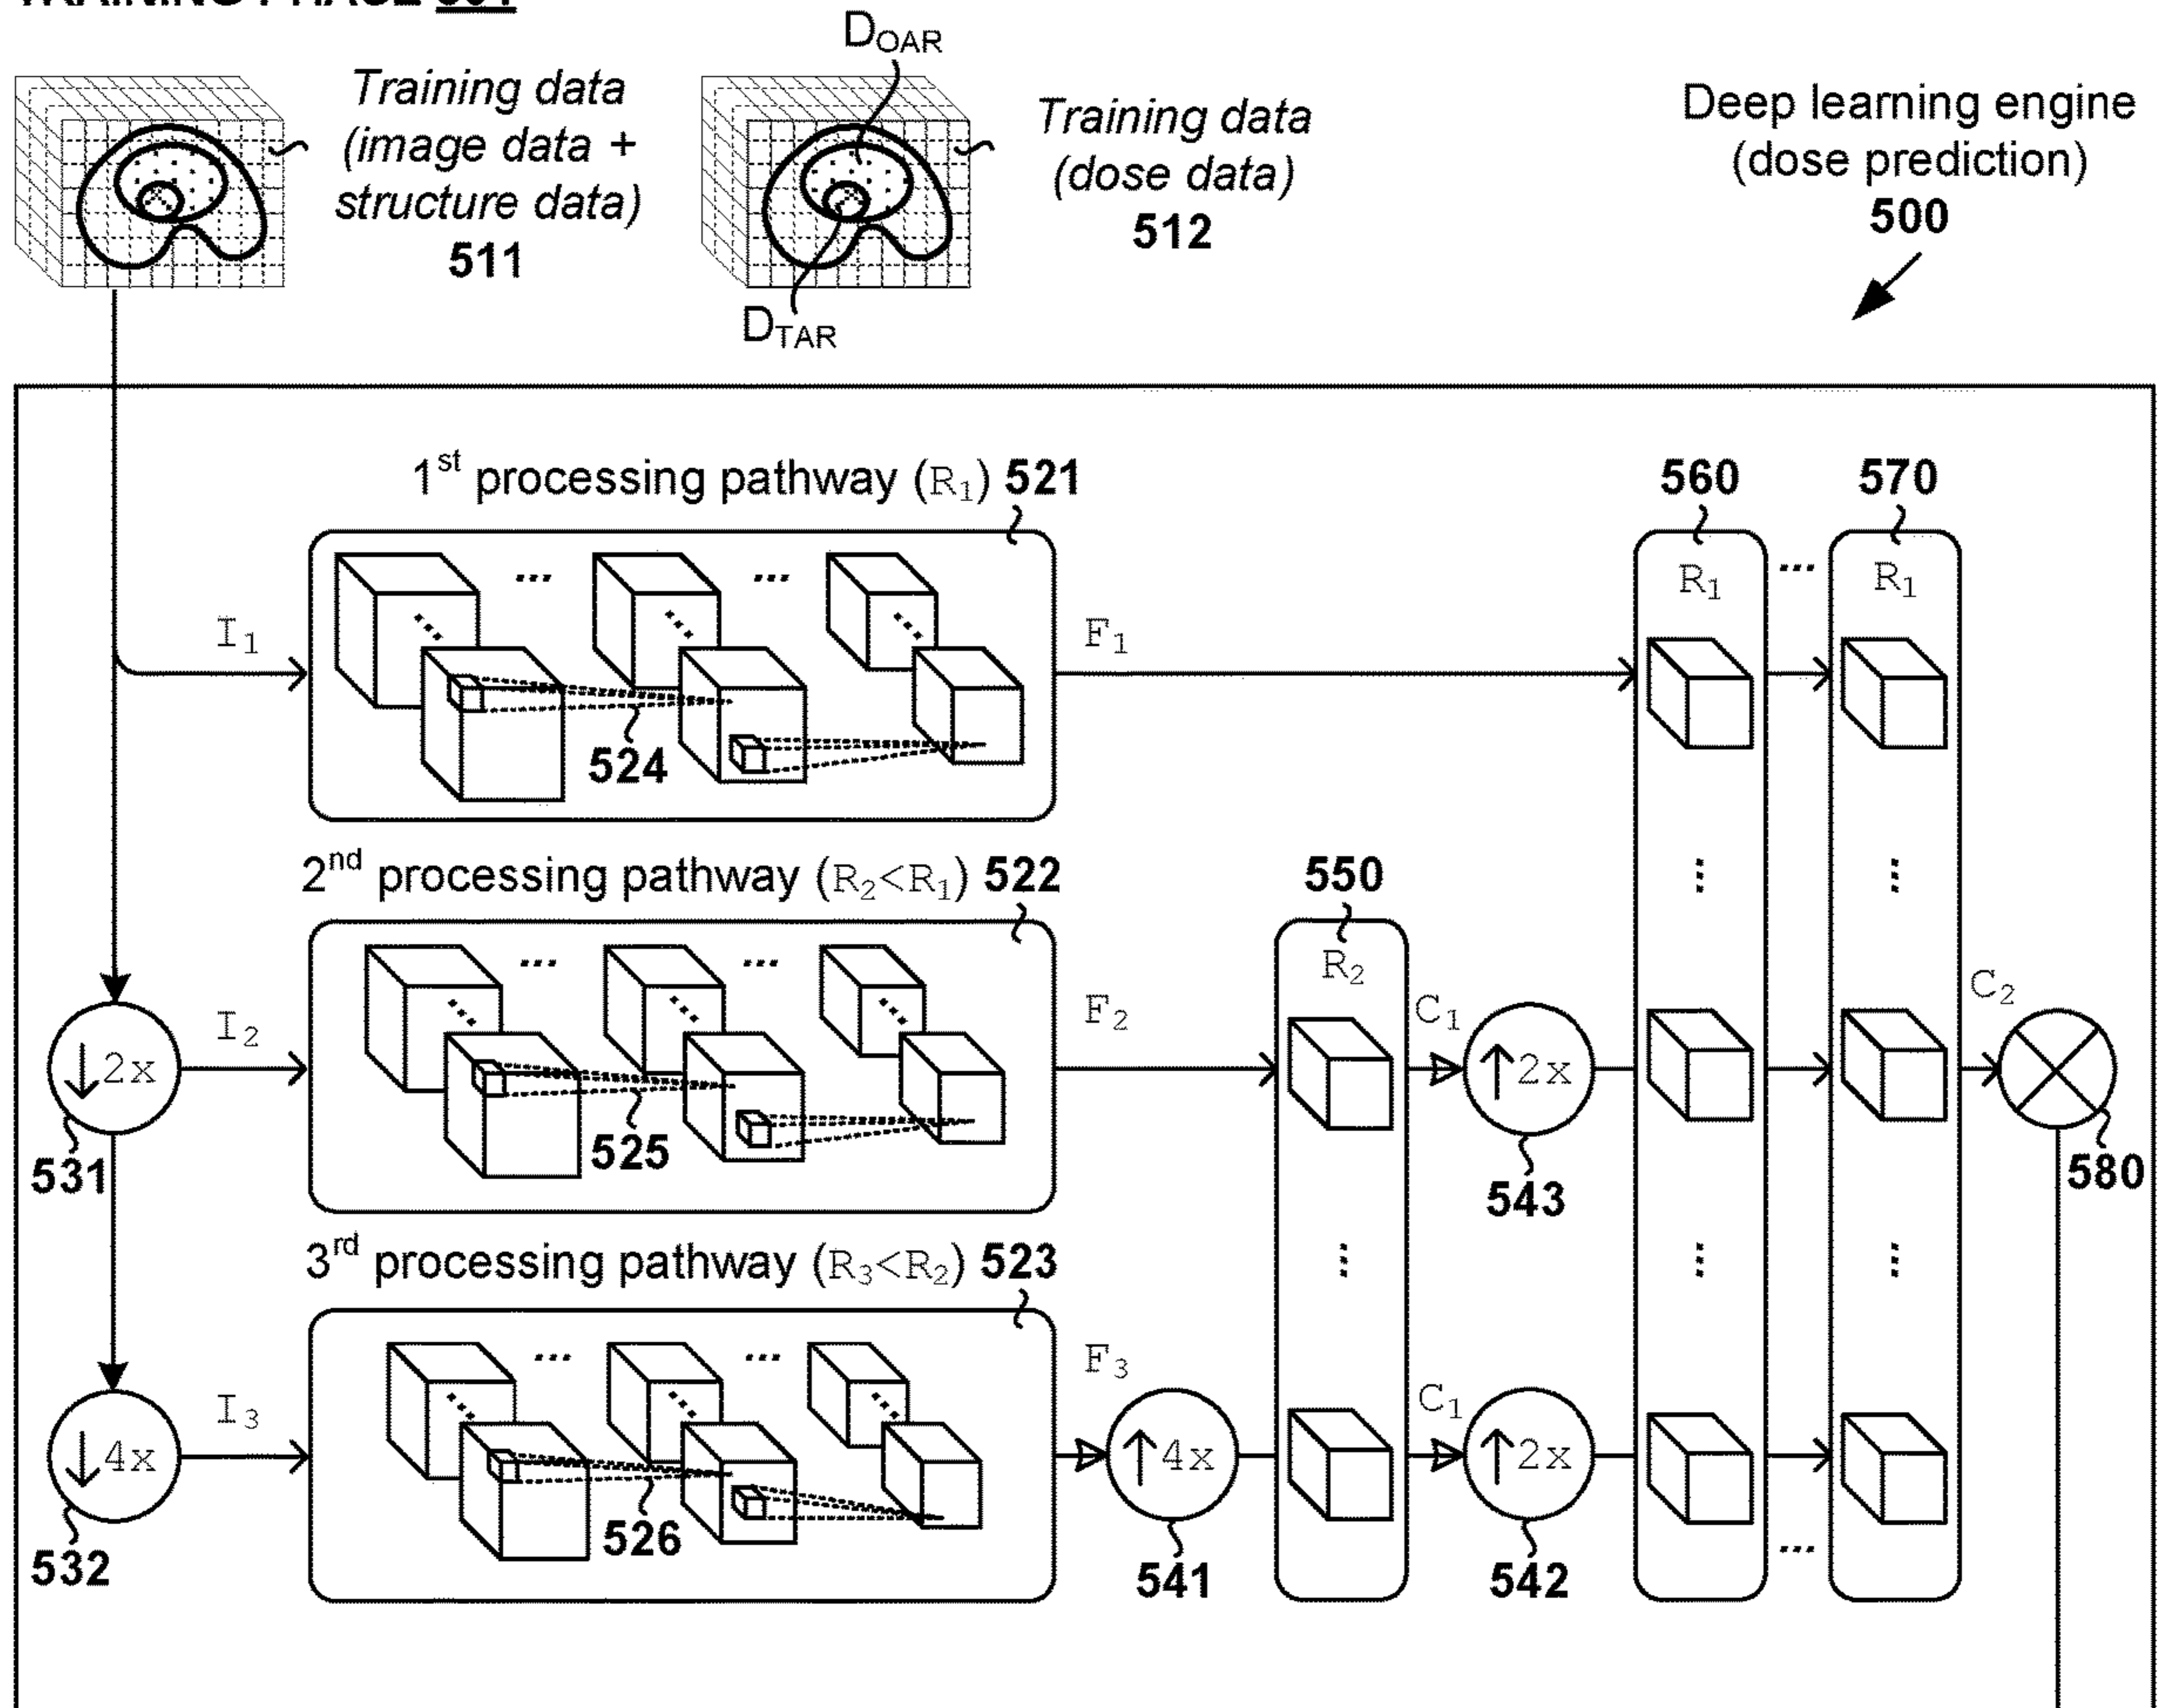 Training data
(image data +
structure data)
511
D_OAR
D_TAR
Training data
(dose data)
512
Deep learning engine
(dose prediction)
500
1st processing pathway (R₁) 521
560
570
...
...
R₁
...
R₁
I₁
F₁
524
2nd processing pathway (R₂<R₁) 522
550
...
...
R₂
I₂
F₂
C₁
C₂
↓2x
↑2x
525
531
543
580
3rd processing pathway (R₃<R₂) 523
...
...
I₃
F₃
C₁
↓4x
↑4x
↑2x
526
...
532
541
542